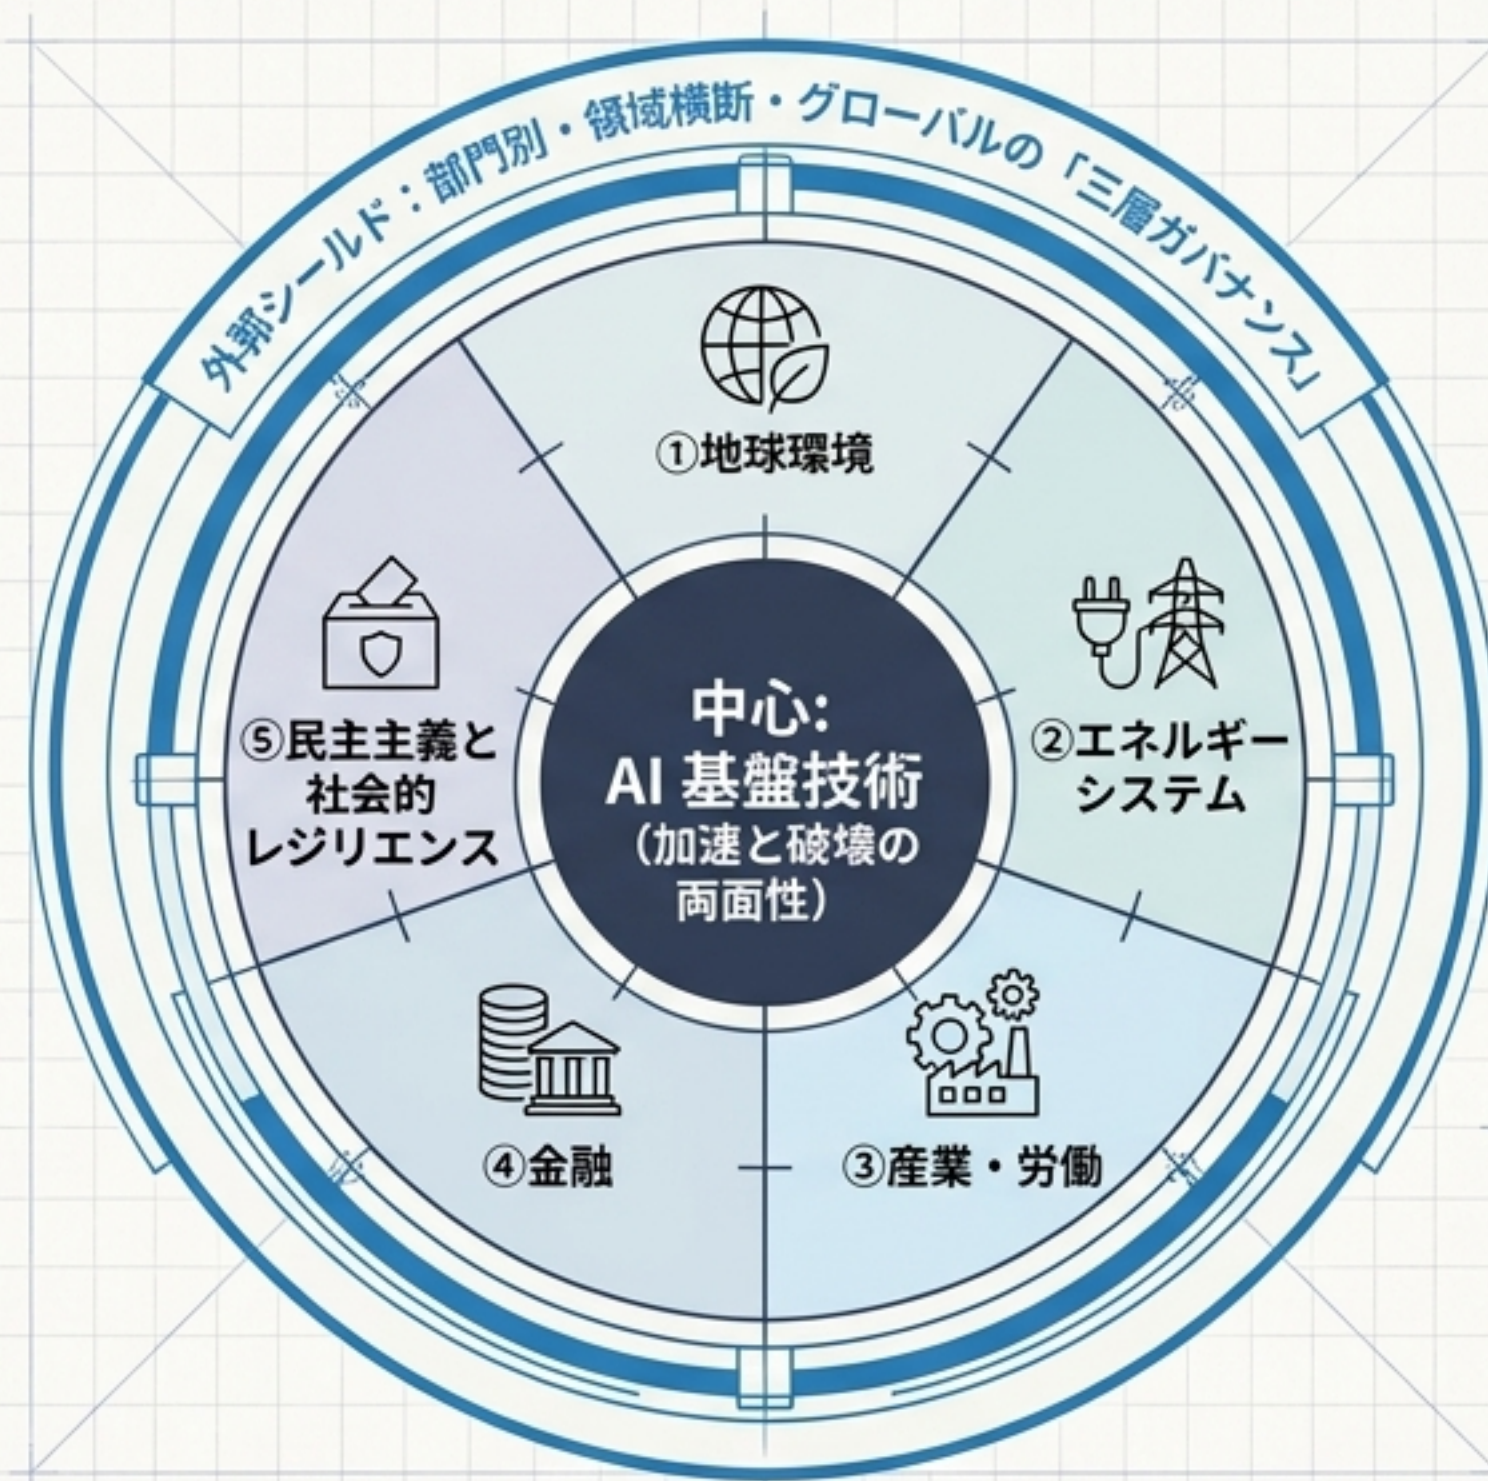 外部シールド：部門別・領域横断・グローバルの「三層ガバナンス」
①地球環境
②エネルギー
システム
③産業・労働
④金融
⑤民主主義と
社会的
レジリエンス
中心:
AI 基盤技術
（加速と破壊の
両面性）